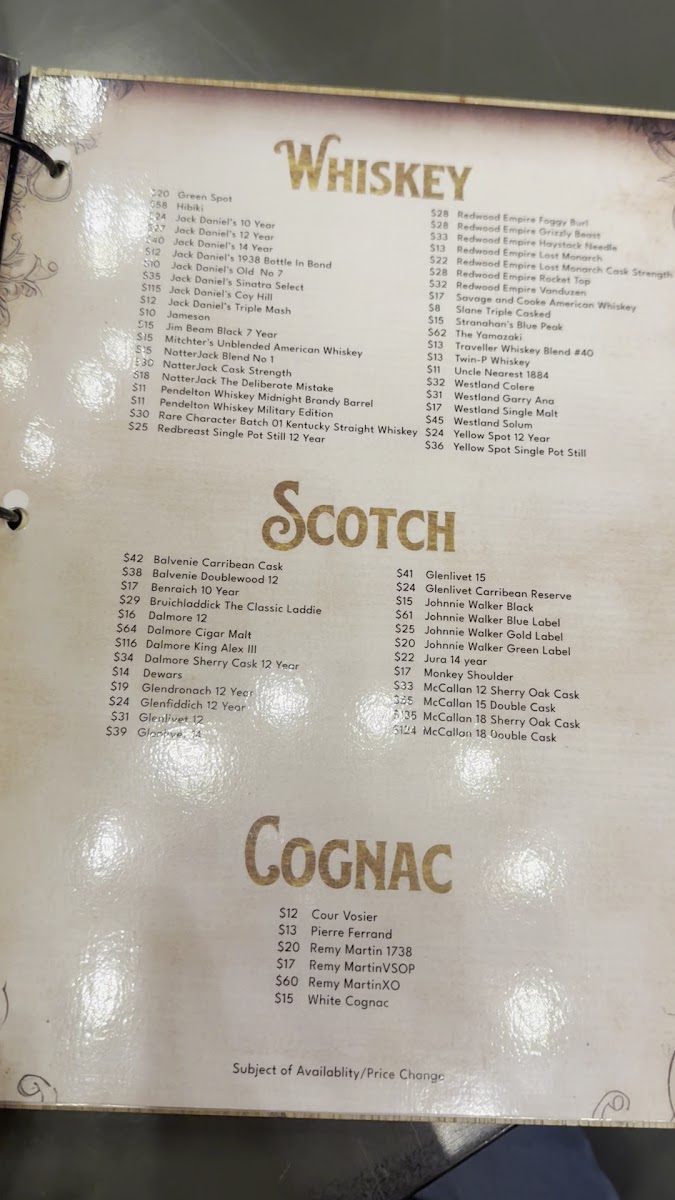 WHISKEY
$20 Green Spot
$58 Hibiki
$24 Jack Daniel's 10 Year
Jack Daniel's 12 Year
Jack Daniel's 14 Year
$12 Jack Daniel's 1938 Bottle In Bond
$10 Jack Daniel's Old No 7
$35 Jack Daniel's Sinatra Select
$115 Jack Daniel's Coy Hill
$12 Jack Daniel's Triple Mash
$10 Jameson
$15 Jim Beam Black 7 Year
$15 Mitchter's Unblended American Whiskey
NatterJack Blend No 1
$30 NatterJack Cask Strength
$18 NatterJack The Deliberate Mistake
$11 Pendelton Whiskey Midnight Brandy Barrel
$11 Pendelton Whiskey Military Edition
$30 Rare Character Batch 01 Kentucky Straight Whiskey
$25 Redbreast Single Pot Still 12 Year
$28 Redwood Empire Foggy Burl
$28 Redwood Empire Grizzly Beast
$33 Redwood Empire Haystack Needle
$13 Redwood Empire Lost Monarch
$22 Redwood Empire Lost Monarch Cask Strength
$28 Redwood Empire Rocket Top
$32 Redwood Empire Vanduzen
$17 Savage and Cooke American Whiskey
$8 Slane Triple Casked
$15 Stranahan's Blue Peak
$62 The Yamazaki
$13 Traveller Whiskey Blend #40
$13 Twin-P Whiskey
$11 Uncle Nearest 1884
$32 Westland Colere
$31 Westland Garry Ana
$17 Westland Single Malt
$45 Westland Solum
$24 Yellow Spot 12 Year
$36 Yellow Spot Single Pot Still
SCOTCH
$42 Balvenie Carribean Cask
$38 Balvenie Doublewood 12
$17 Benraich 10 Year
$29 Bruichladdick The Classic Laddie
$16 Dalmore 12
$64 Dalmore Cigar Malt
$116 Dalmore King Alex III
$34 Dalmore Sherry Cask 12 Year
$14 Dewars
$19 Glendronach 12 Year
$24 Glenfiddich 12 Year
$31 Glenlivet 12
$39 Glenlivet 14
$41 Glenlivet 15
$24 Glenlivet Carribean Reserve
$15 Johnnie Walker Black
$61 Johnnie Walker Blue Label
$25 Johnnie Walker Gold Label
$20 Johnnie Walker Green Label
$22 Jura 14 year
$17 Monkey Shoulder
$33 McCallan 12 Sherry Oak Cask
McCallan 15 Double Cask
$135 McCallan 18 Sherry Oak Cask
$124 McCallan 18 Double Cask
COGNAC
$12 Cour Vosier
$13 Pierre Ferrand
$20 Remy Martin 1738
$17 Remy MartinVSOP
$60 Remy MartinXO
$15 White Cognac
Subject of Availablity/Price Change